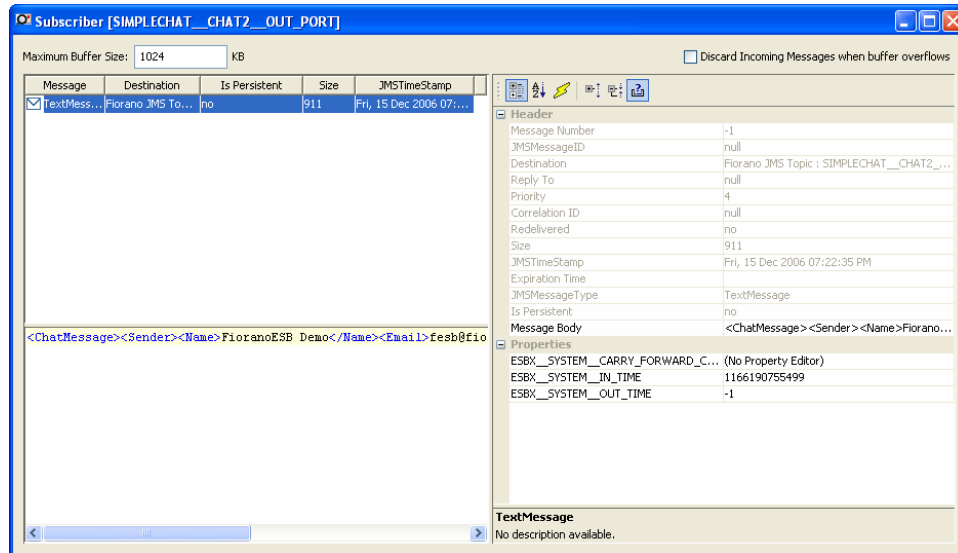 Subscriber [SIMPLECHAT__CHAT2__OUT_PORT]
Maximum Buffer Size: 1024 KB
Discard Incoming Messages when buffer overflows
Message Destination Is Persistent Size JMSTimeStamp
TextMess... Fiorano JMS To... no 911 Fri, 15 Dec 2006 07:...
<ChatMessage><Sender><Name>FioranoESB Demo</Name><Email>fesb@fio
Header
Message Number -1
JMSMessageID null
Destination Fiorano JMS Topic : SIMPLECHAT__CHAT2_...
Reply To null
Priority 4
Correlation ID null
Redelivered no
Size 911
JMSTimeStamp Fri, 15 Dec 2006 07:22:35 PM
Expiration Time
JMSMessageType TextMessage
Is Persistent no
Message Body <ChatMessage><Sender><Name>Fiorano...
Properties
ESBX__SYSTEM__CARRY_FORWARD_C... (No Property Editor)
ESBX__SYSTEM__IN_TIME 1166190755499
ESBX__SYSTEM__OUT_TIME -1
TextMessage
No description available.